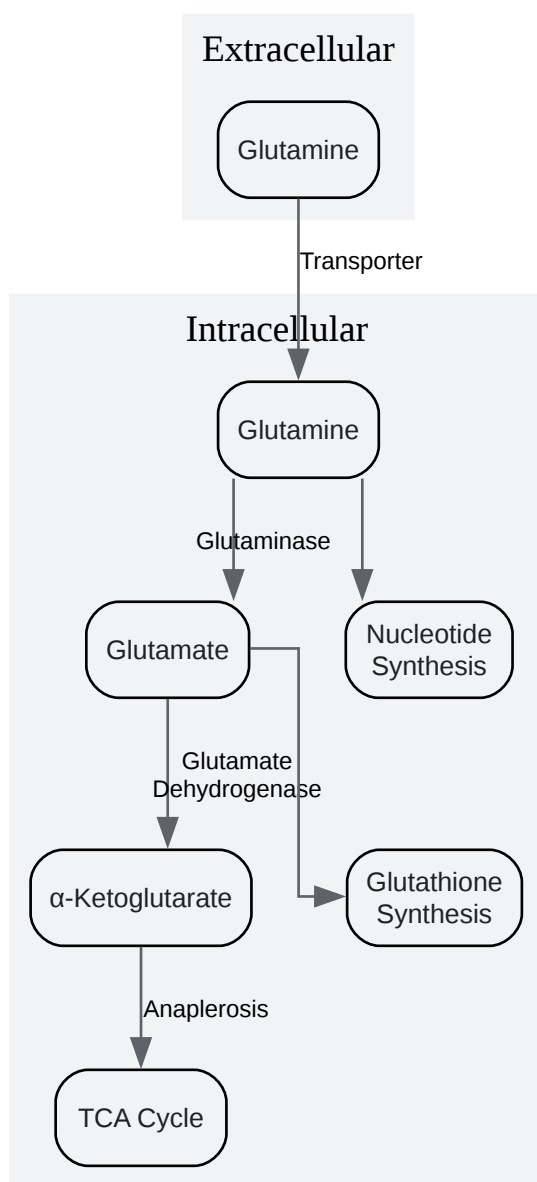 Extracellular
Glutamine
Transporter
Intracellular
Glutamine
Glutaminase
Glutamate
Nucleotide
Synthesis
Glutamate
Dehydrogenase
α-Ketoglutarate
Glutathione
Synthesis
Anaplerosis
TCA Cycle